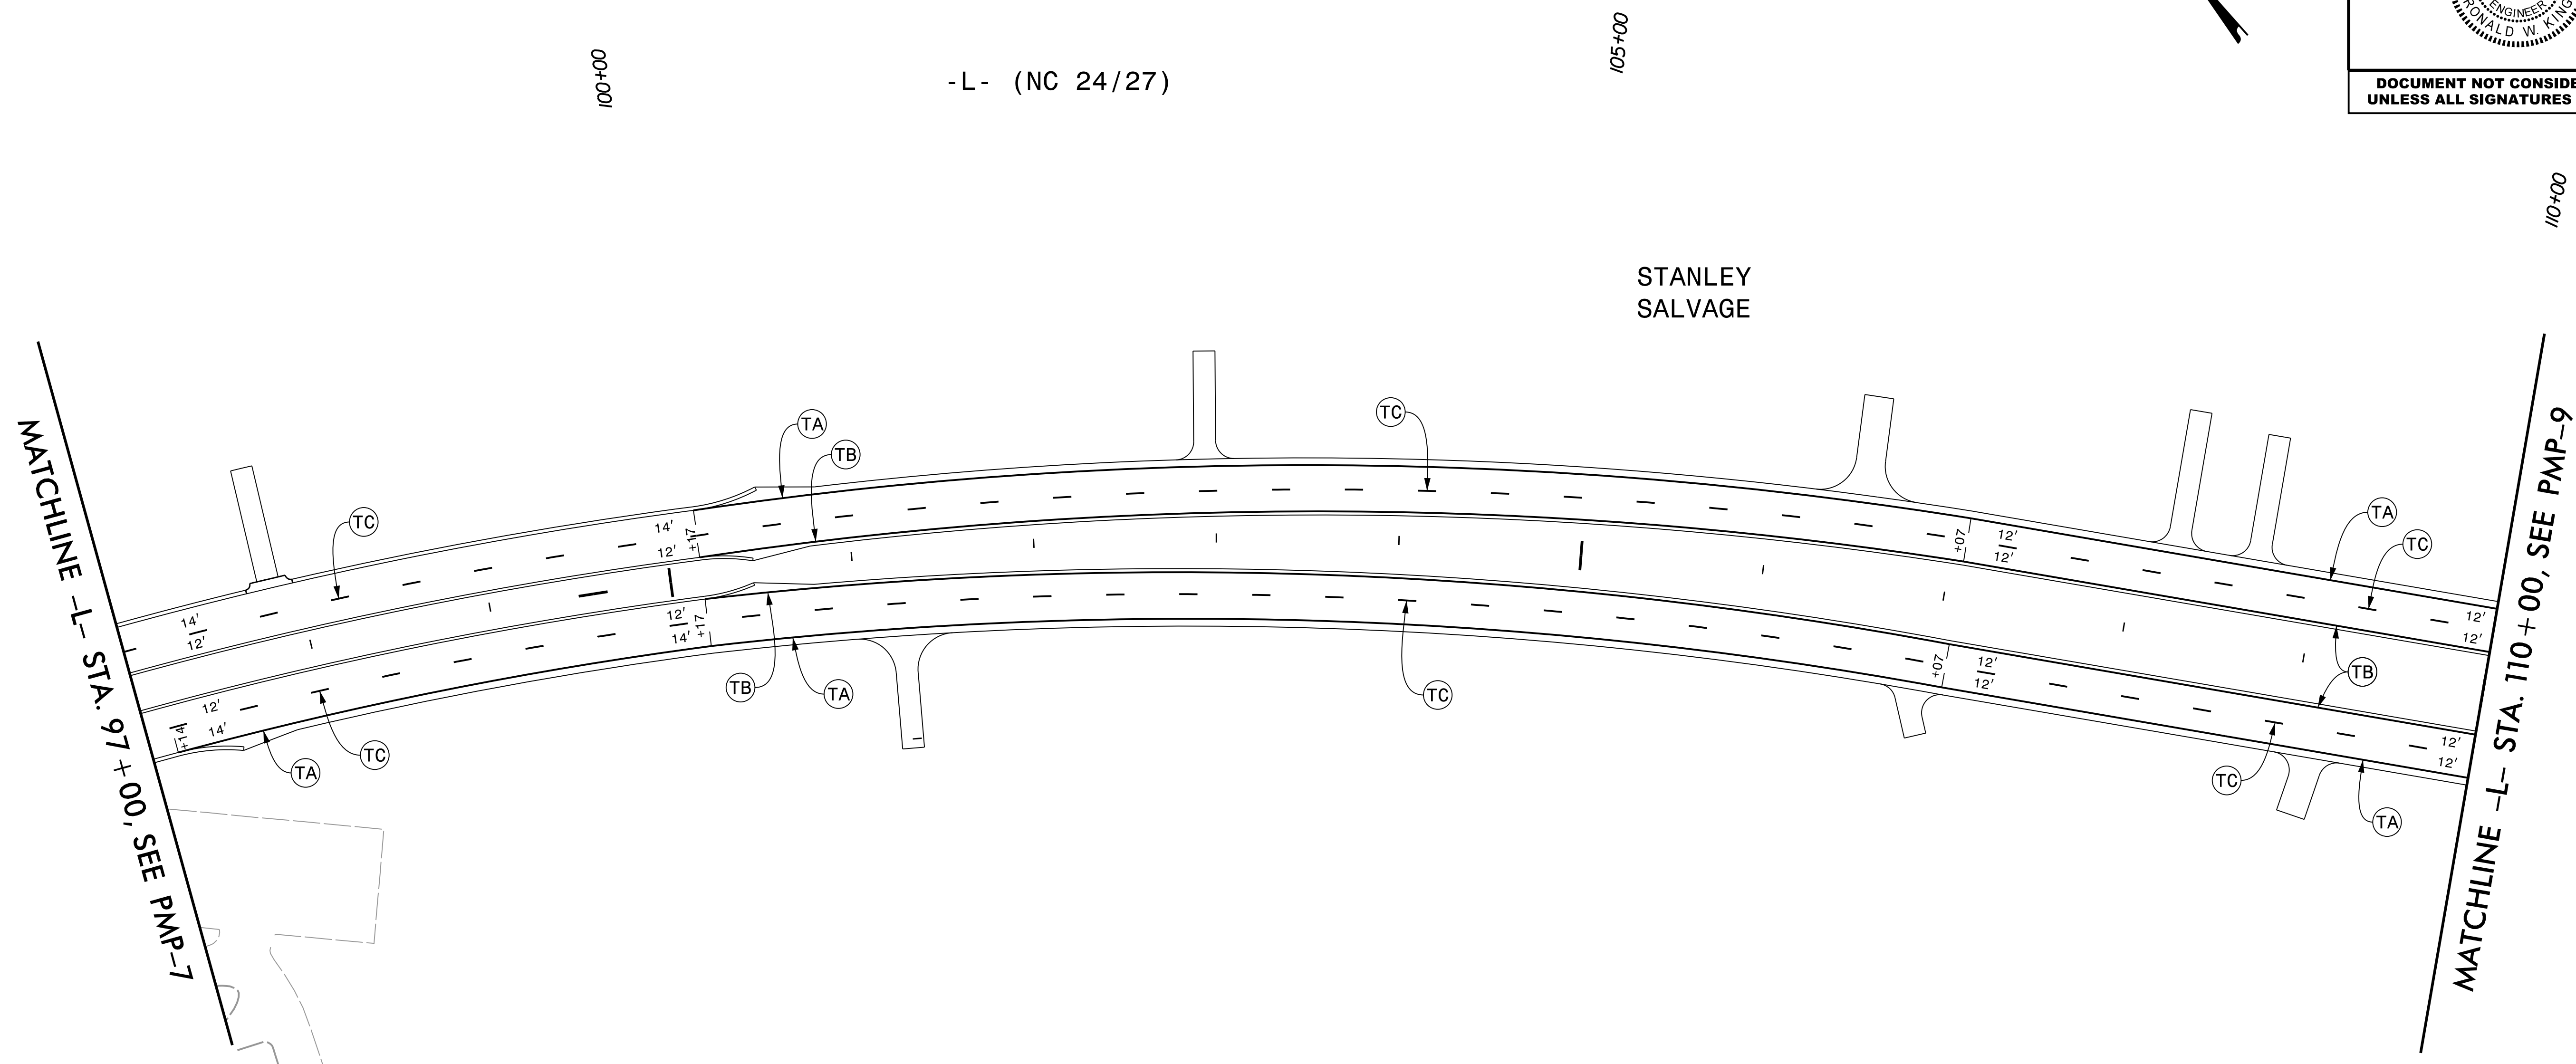 ENGINEER
RONALD W. KING
DOCUMENT NOT CONSIDE
UNLESS ALL SIGNATURES
100+00
-L- (NC 24/27)
105+00
110+00
STANLEY
SALVAGE
MATCHLINE -L- STA. 97+00, SEE PMP-7
MATCHLINE -L- STA. 110+00, SEE PMP-9
TA
TB
TC
TC
TA
TC
14'
12'
14'
12'
+17
+07
12'
12'
12'
12'
14'
12'
12'
14'
+17
+07
12'
12'
12'
12'
+14
TB
TA
TC
TB
TC
TA
TC
TA